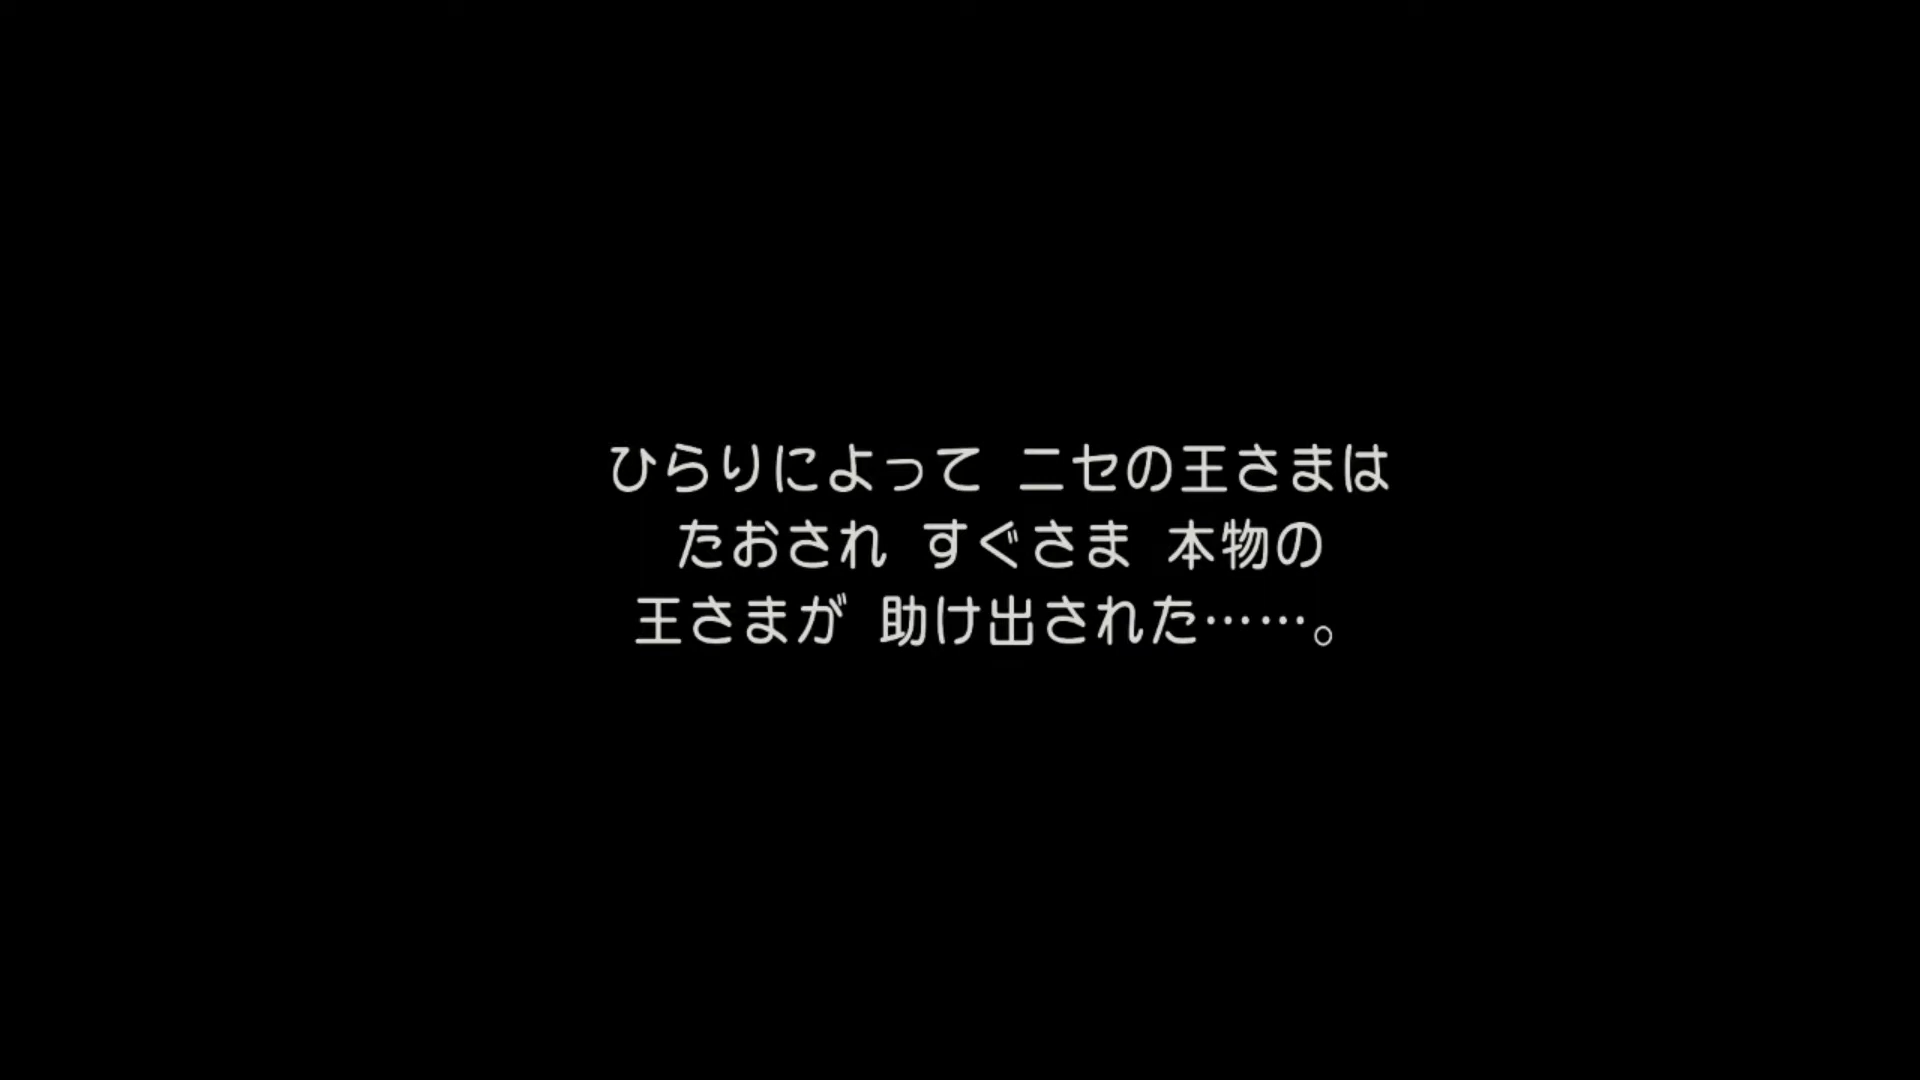 ひらりによって ニセの王さまは
たおされ すぐさま 本物の
王さまが 助け出された……。